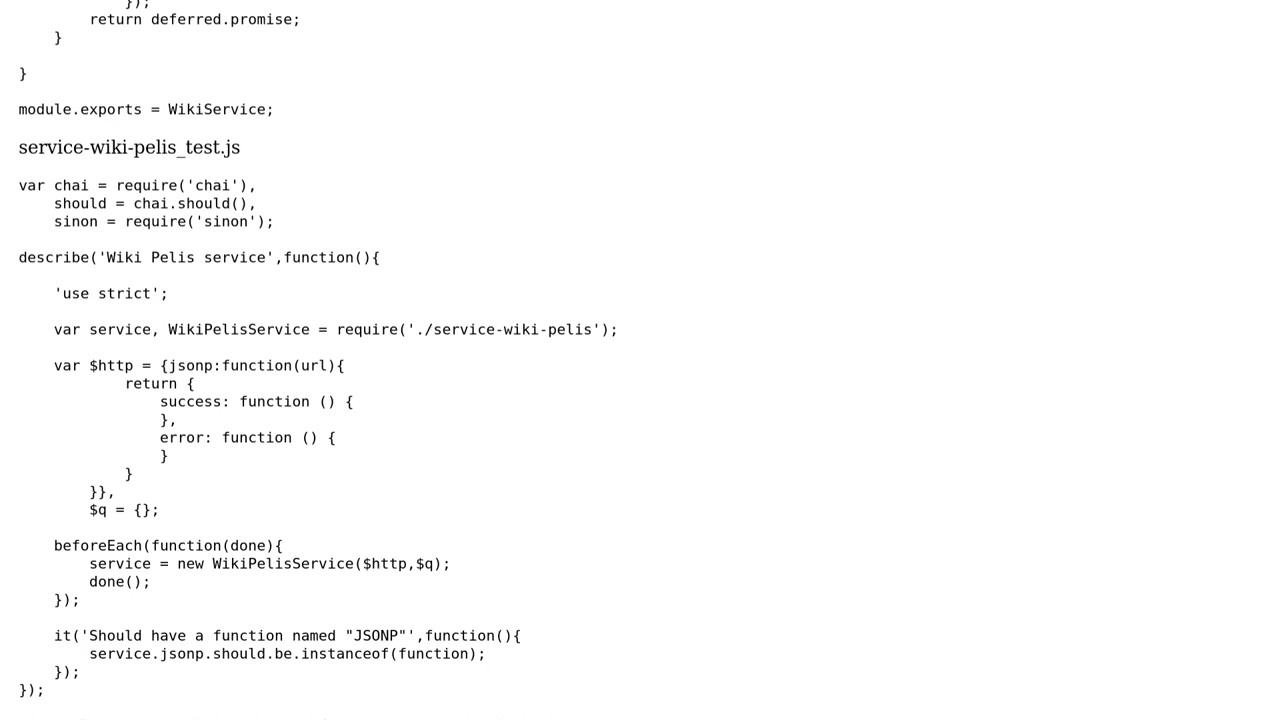 });
return deferred.promise;
}
}
module.exports = WikiService;
service-wiki-pelis_test.js
var chai = require('chai'),
should = chai.should(),
sinon = require('sinon');
describe('Wiki Pelis service',function(){
'use strict';
var service, WikiPelisService = require('./service-wiki-pelis');
var $http = {jsonp:function(url){
return {
success: function () {
},
error: function () {
}
}
}},
$q = {};
beforeEach(function(done){
service = new WikiPelisService($http,$q);
done();
});
it('Should have a function named "JSONP"',function(){
service.jsonp.should.be.instanceof(function);
});
});